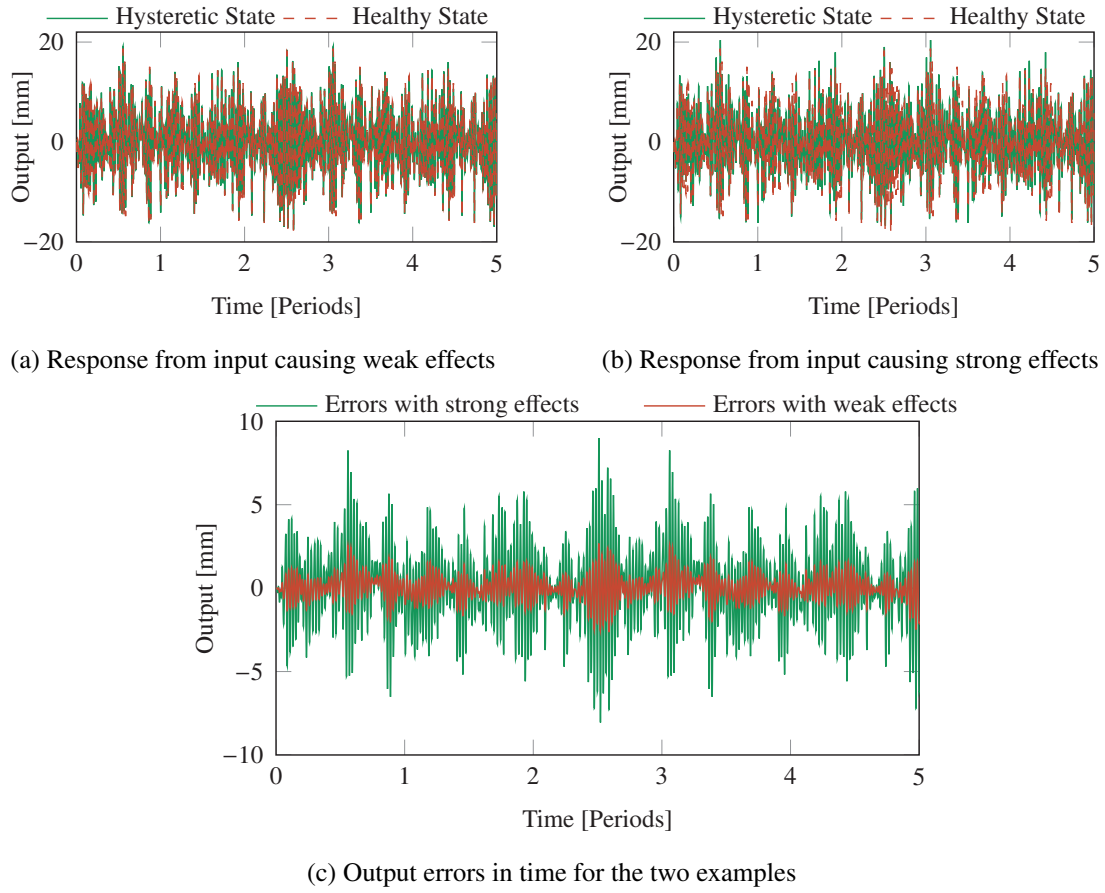 Hysteretic State Healthy State
20
0
−20
Output [mm]
0 1 2 3 4 5
Time [Periods]
(a) Response from input causing weak effects
Hysteretic State Healthy State
20
0
−20
Output [mm]
0 1 2 3 4 5
Time [Periods]
(b) Response from input causing strong effects
Errors with strong effects Errors with weak effects
10
5
0
−5
−10
Output [mm]
0 1 2 3 4 5
Time [Periods]
(c) Output errors in time for the two examples